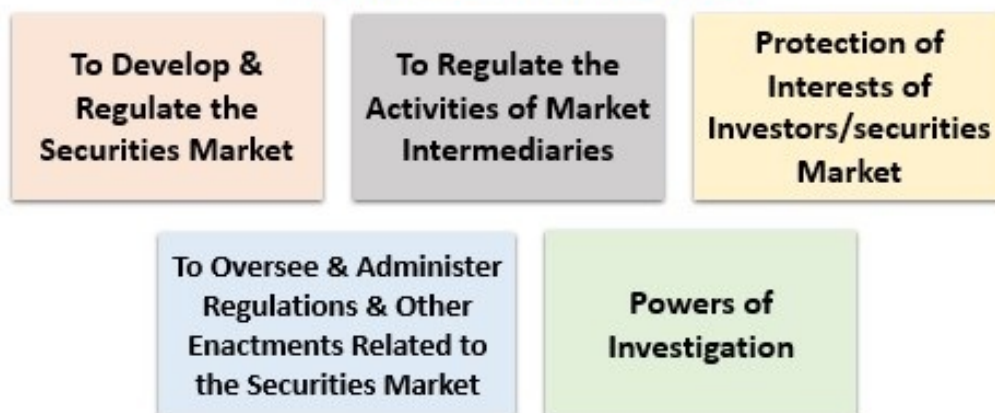 To Develop &
Regulate the
Securities Market
To Regulate the
Activities of Market
Intermediaries
Protection of
Interests of
Investors/securities
Market
To Oversee & Administer
Regulations & Other
Enactments Related to
the Securities Market
Powers of
Investigation